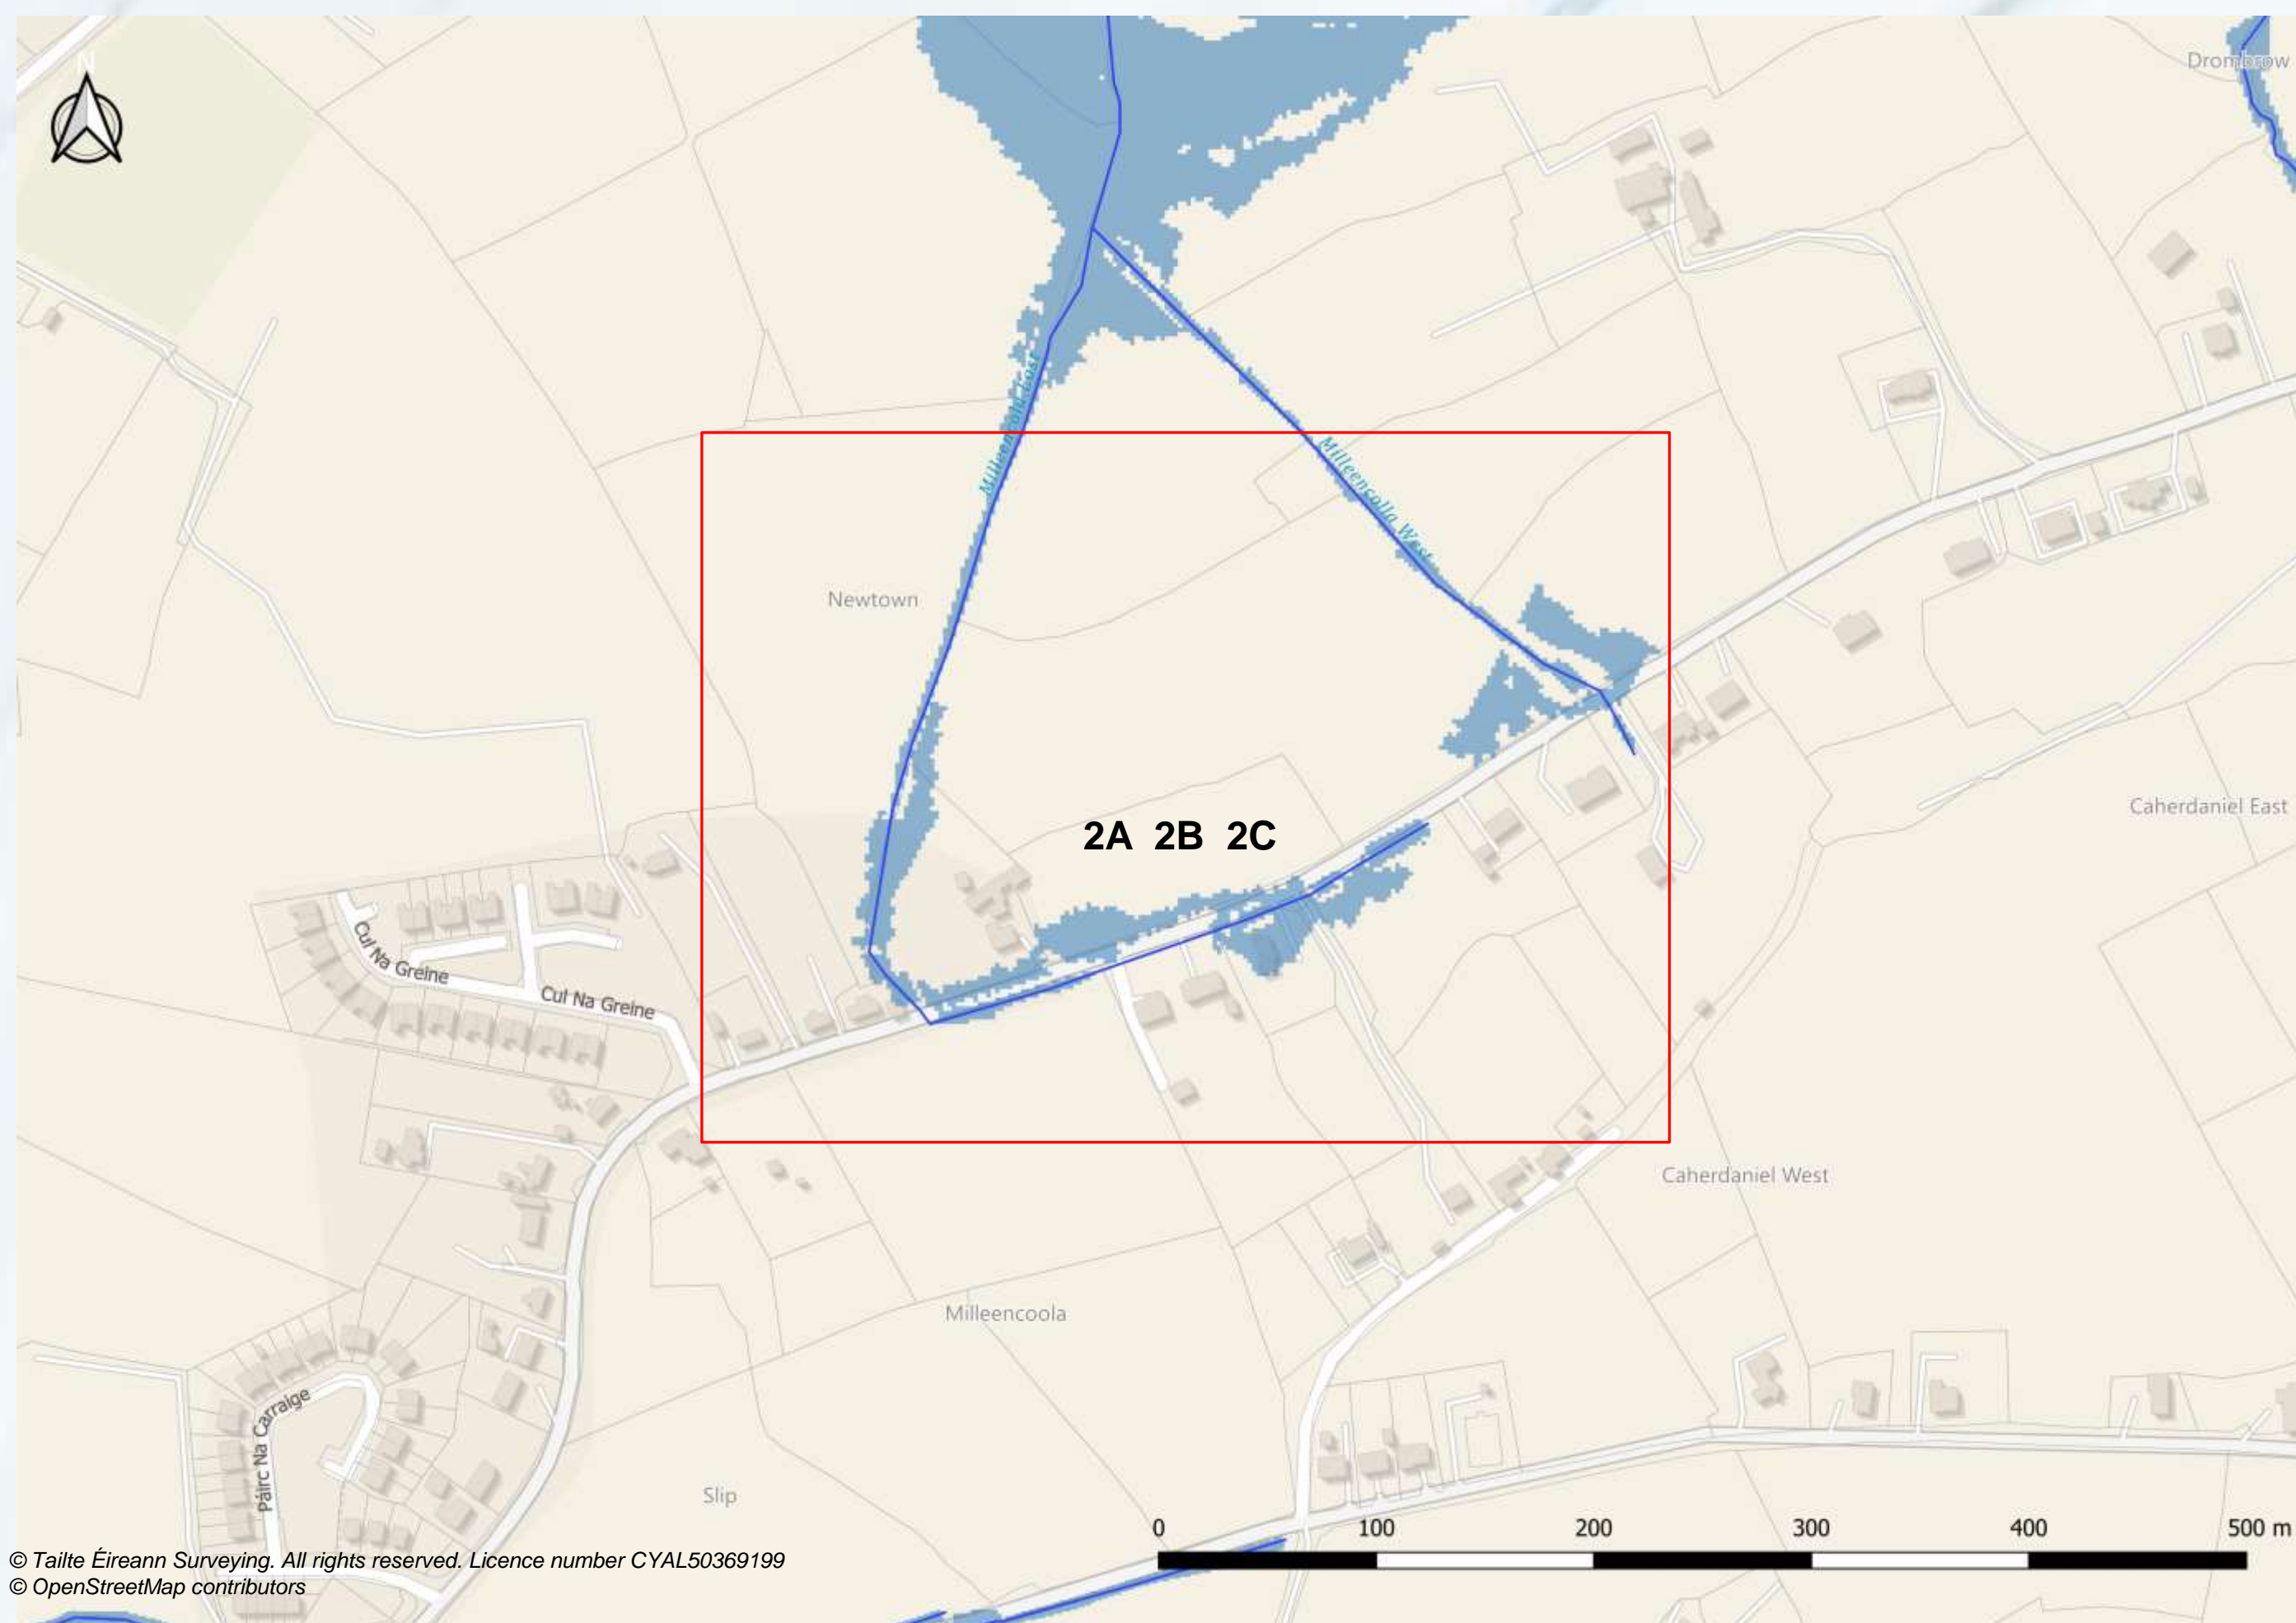 N
Drombrow
Milleencola East
Milleencolla West
Newtown
Caherdaniel East
2A 2B 2C
Cul Na Greine
Cul Na Greine
Caherdaniel West
Milleencoola
Páirc Na Carraige
Slip
0 100 200 300 400 500 m
© Tailte Éireann Surveying. All rights reserved. Licence number CYAL50369199
© OpenStreetMap contributors